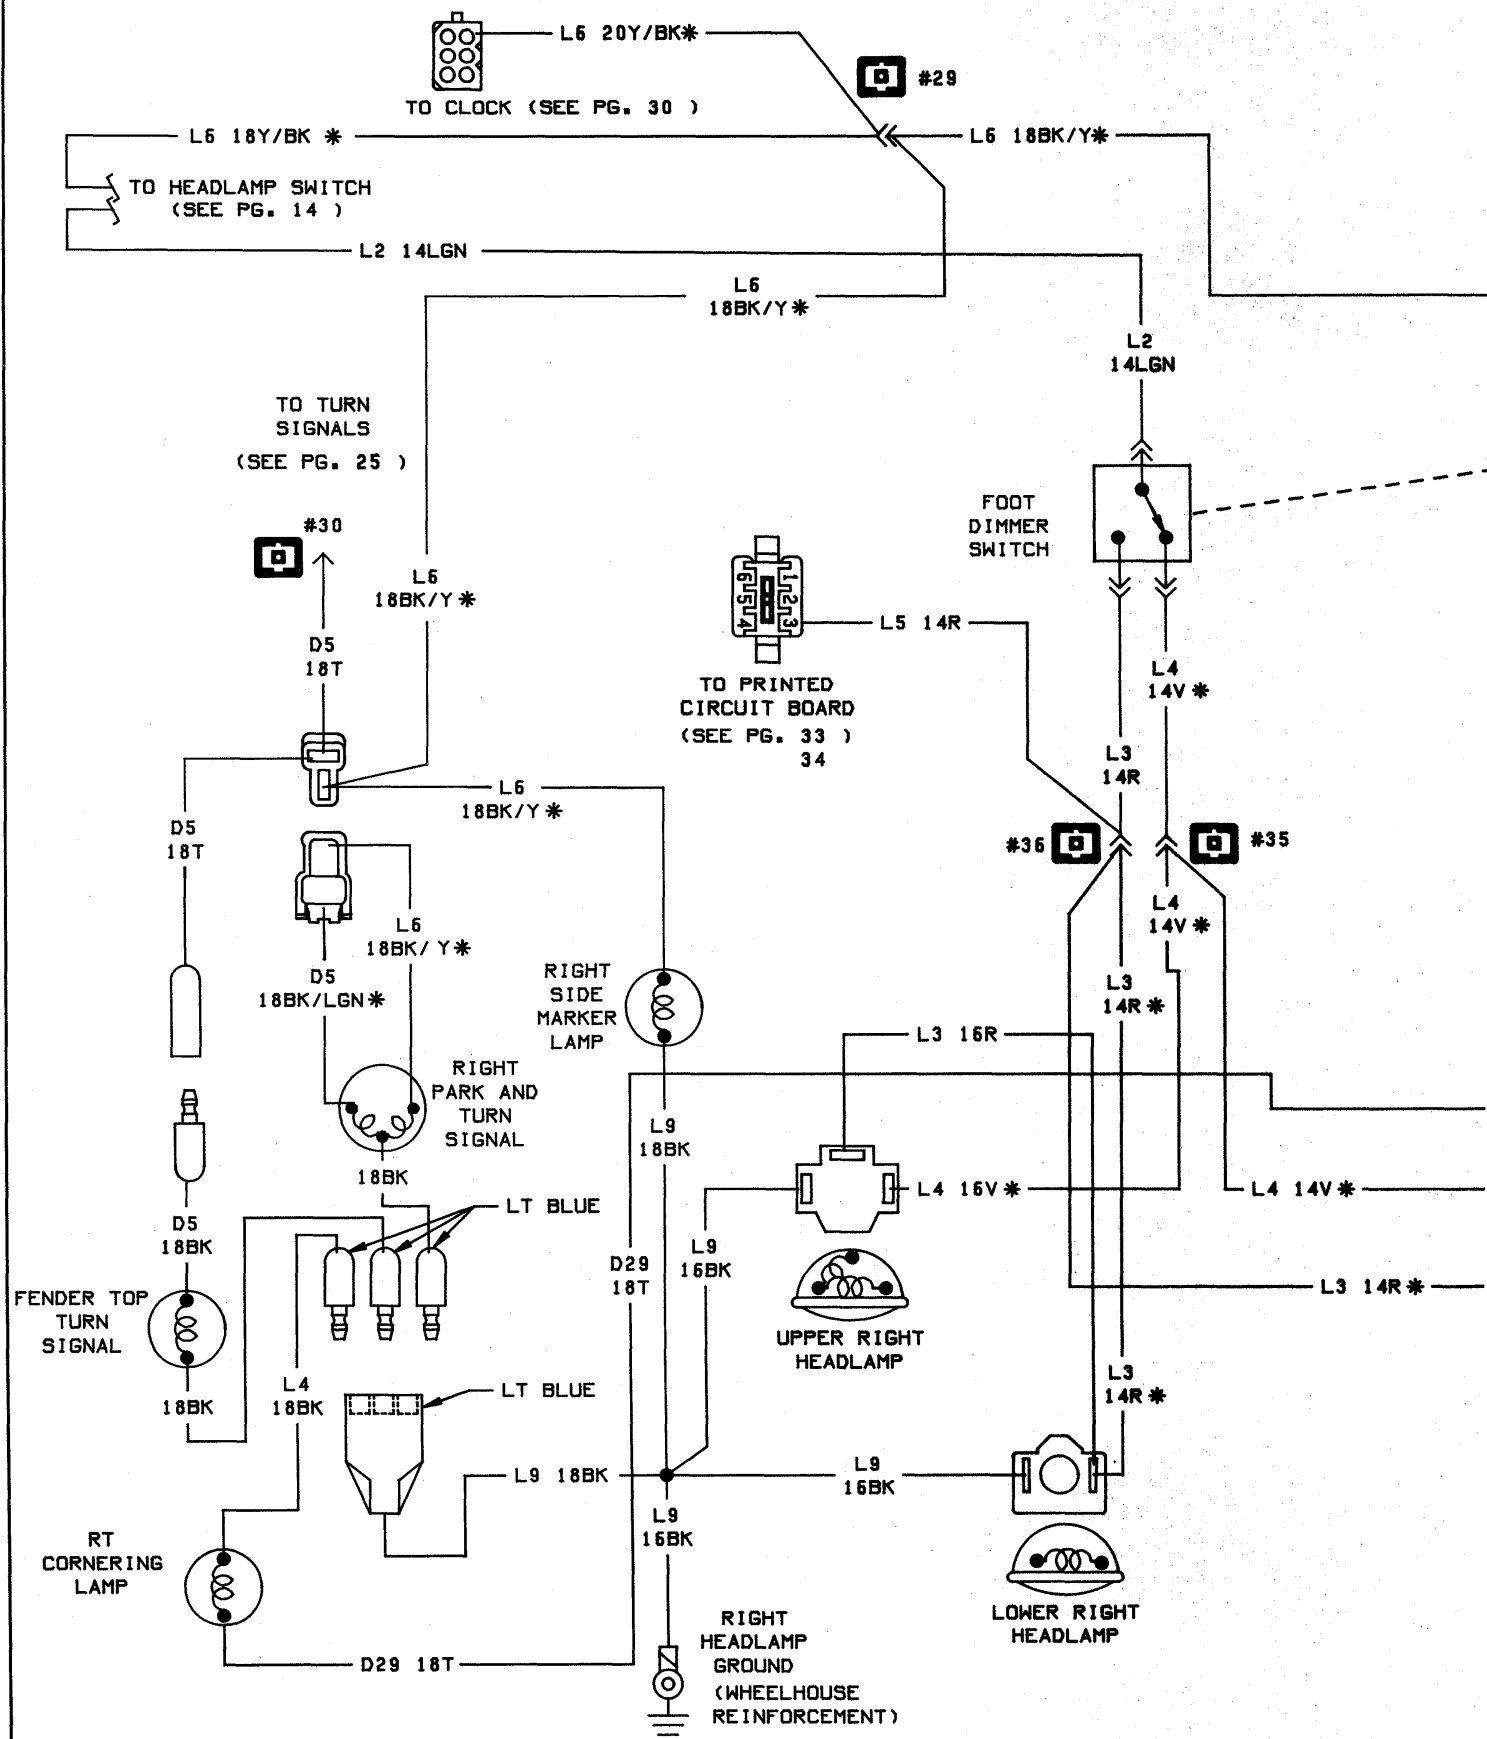 L6 20Y/BK*
#29
TO CLOCK (SEE PG. 30 )
L6 18Y/BK *
L6 18BK/Y*
TO HEADLAMP SWITCH
(SEE PG. 14 )
L2 14LGN
L6
18BK/Y*
L2
14LGN
TO TURN
SIGNALS
(SEE PG. 25 )
#30
FOOT
DIMMER
SWITCH
L6
18BK/Y*
6 1
5 2
4 3
L5 14R
D5
18T
L4
14V*
TO PRINTED
CIRCUIT BOARD
(SEE PG. 33 )
34
L3
14R
L6
18BK/Y*
D5
18T
#36
#35
L6
18BK/ Y*
L4
14V*
D5
18BK/LGN*
RIGHT
SIDE
MARKER
LAMP
L3
14R*
L3 16R
RIGHT
PARK AND
TURN
SIGNAL
L9
18BK
18BK
L4 16V*
L4 14V*
LT BLUE
D5
18BK
D29
18T
L9
16BK
L3 14R*
FENDER TOP
TURN
SIGNAL
UPPER RIGHT
HEADLAMP
18BK
L4
18BK
LT BLUE
L3
14R*
L9 18BK
L9
16BK
L9
16BK
RT
CORNERING
LAMP
LOWER RIGHT
HEADLAMP
D29 18T
RIGHT
HEADLAMP
GROUND
(WHEELHOUSE
REINFORCEMENT)